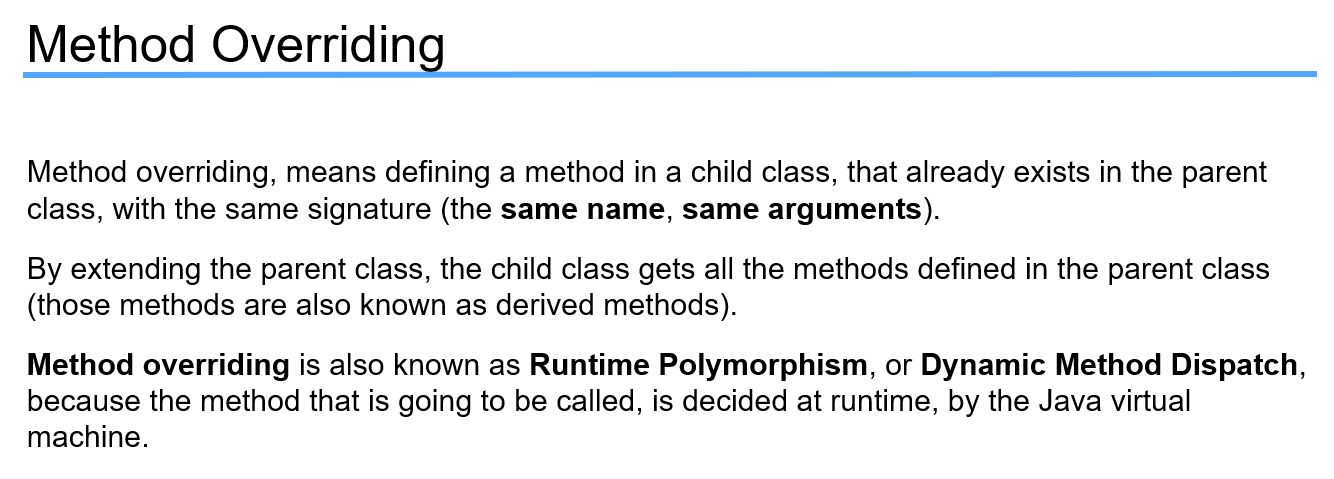 Method Overriding
Method overriding, means defining a method in a child class, that already exists in the parent
class, with the same signature (the same name, same arguments).
By extending the parent class, the child class gets all the methods defined in the parent class
(those methods are also known as derived methods).
Method overriding is also known as Runtime Polymorphism, or Dynamic Method Dispatch,
because the method that is going to be called, is decided at runtime, by the Java virtual
machine.